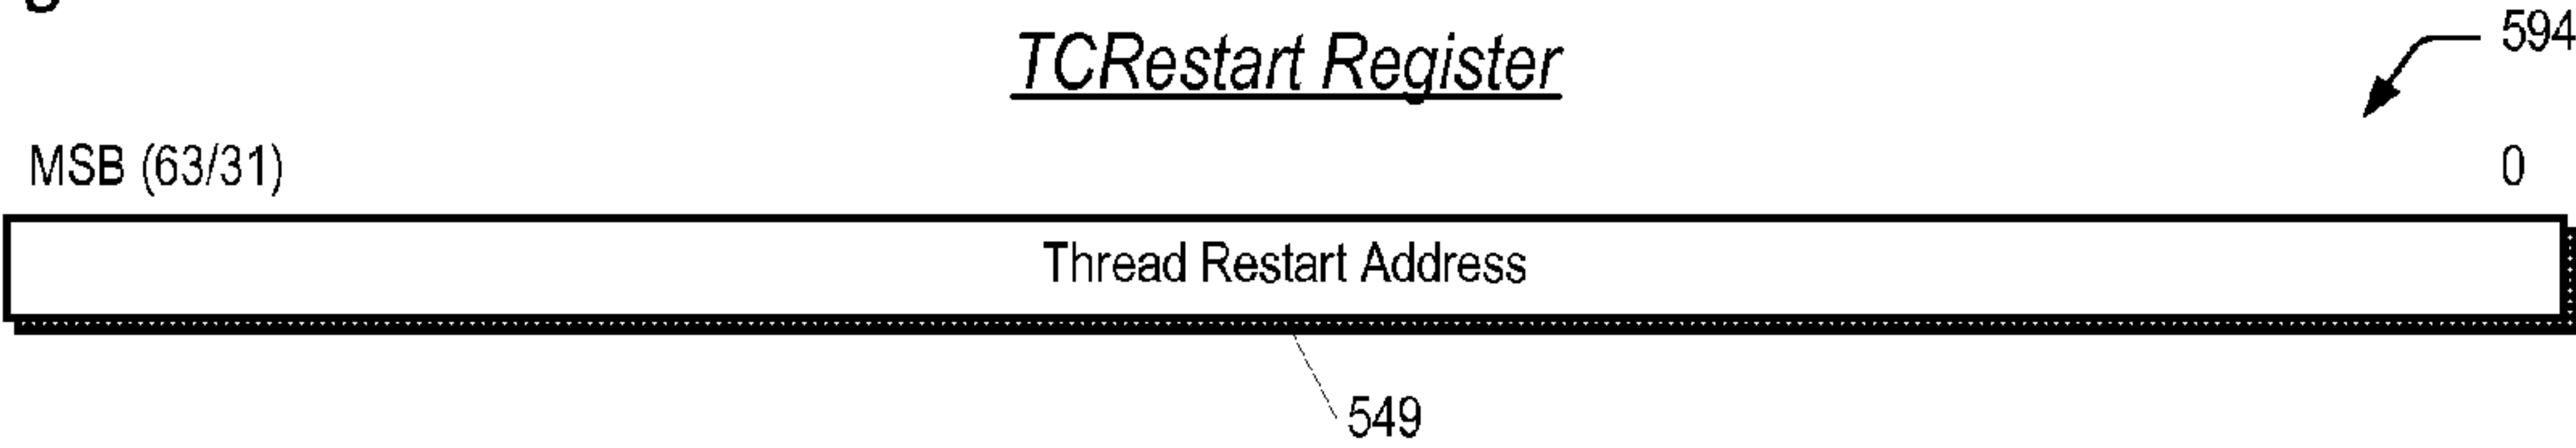 TCRestart Register
594
MSB (63/31) 0
Thread Restart Address
549